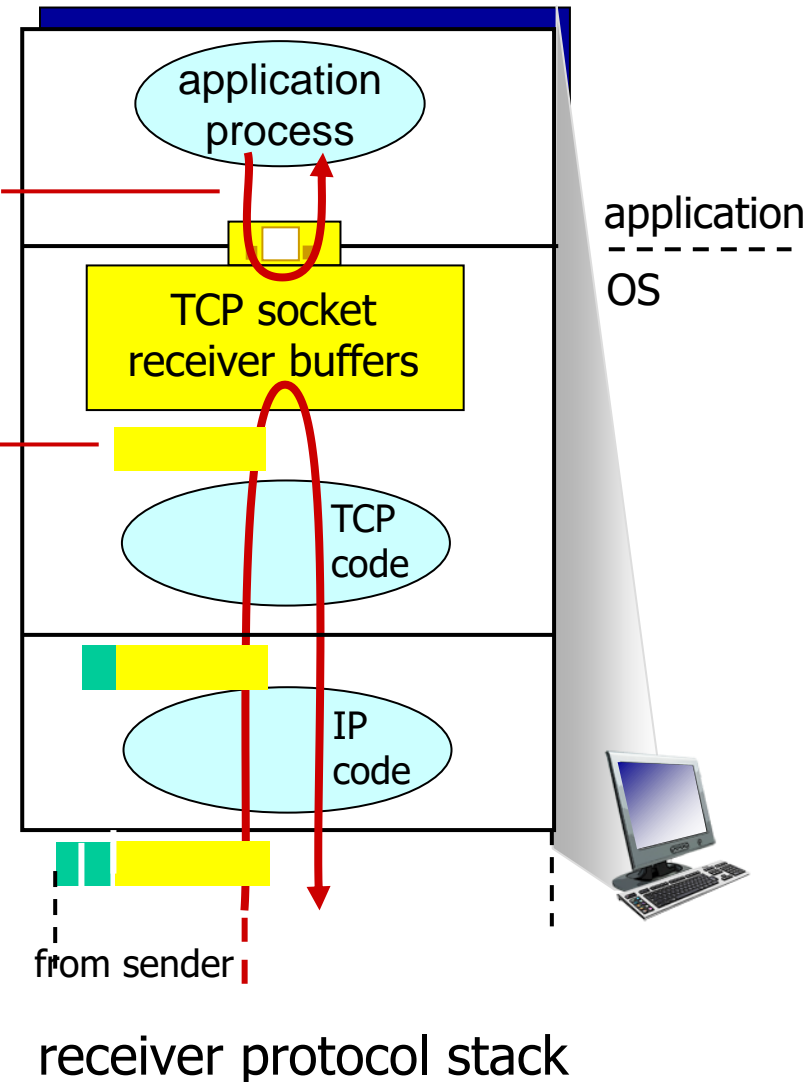 application
process
application
OS
TCP socket
receiver buffers
TCP
code
IP
code
from sender
receiver protocol stack